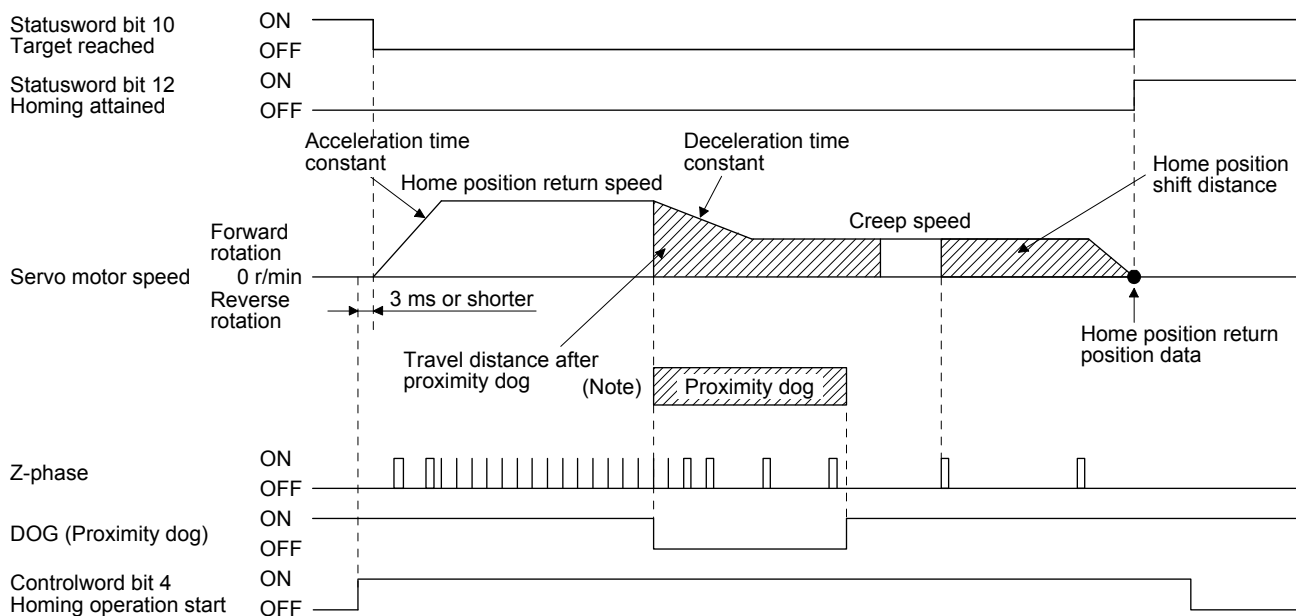 Statusword bit 10
Target reached
ON
OFF
Statusword bit 12
Homing attained
ON
OFF
Acceleration time
constant
Home position return speed
Deceleration time
constant
Creep speed
Home position
shift distance
Forward
rotation
Servo motor speed
0 r/min
Reverse
rotation
3 ms or shorter
Travel distance after
proximity dog
(Note)
Proximity dog
Home position return
position data
Z-phase
ON
OFF
DOG (Proximity dog)
ON
OFF
Controlword bit 4
Homing operation start
ON
OFF